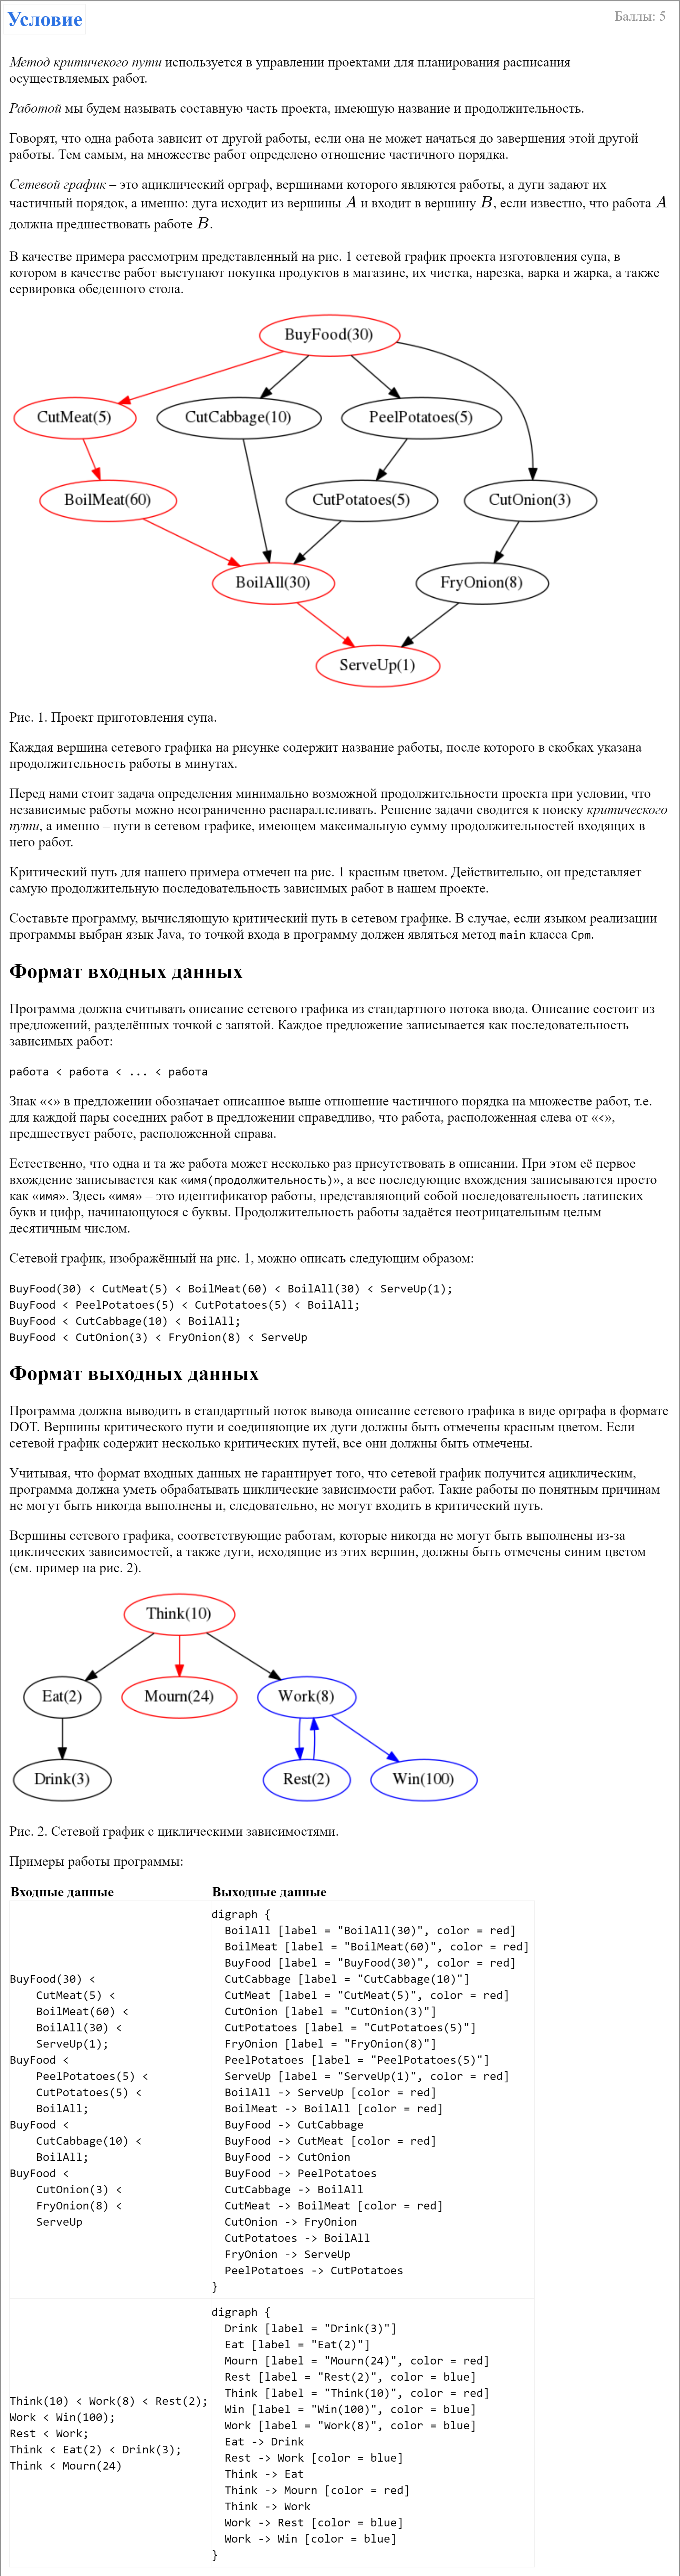 Условие
Баллы: 5
Метод критичекого пути используется в управлении проектами для планирования расписания
осуществляемых работ.
Работой мы будем называть составную часть проекта, имеющую название и продолжительность.
Говорят, что одна работа зависит от другой работы, если она не может начаться до завершения этой другой
работы. Тем самым, на множестве работ определено отношение частичного порядка.
Сетевой график – это ациклический орграф, вершинами которого являются работы, а дуги задают их
частичный порядок, а именно: дуга исходит из вершины A и входит в вершину B, если известно, что работа A
должна предшествовать работе B.
В качестве примера рассмотрим представленный на рис. 1 сетевой график проекта изготовления супа, в
котором в качестве работ выступают покупка продуктов в магазине, их чистка, нарезка, варка и жарка, а также
сервировка обеденного стола.
BuyFood(30)
CutMeat(5) CutCabbage(10) PeelPotatoes(5)
BoilMeat(60) CutPotatoes(5) CutOnion(3)
BoilAll(30) FryOnion(8)
ServeUp(1)
Рис. 1. Проект приготовления супа.
Каждая вершина сетевого графика на рисунке содержит название работы, после которого в скобках указана
продолжительность работы в минутах.
Перед нами стоит задача определения минимально возможной продолжительности проекта при условии, что
независимые работы можно неограниченно распараллеливать. Решение задачи сводится к поиску критического
пути, а именно – пути в сетевом графике, имеющем максимальную сумму продолжительностей входящих в
него работ.
Критический путь для нашего примера отмечен на рис. 1 красным цветом. Действительно, он представляет
самую продолжительную последовательность зависимых работ в нашем проекте.
Составьте программу, вычисляющую критический путь в сетевом графике. В случае, если языком реализации
программы выбран язык Java, то точкой входа в программу должен являться метод main класса Cpm.
Формат входных данных
Программа должна считывать описание сетевого графика из стандартного потока ввода. Описание состоит из
предложений, разделённых точкой с запятой. Каждое предложение записывается как последовательность
зависимых работ:
работа < работа < ... < работа
Знак «<» в предложении обозначает описанное выше отношение частичного порядка на множестве работ, т.е.
для каждой пары соседних работ в предложении справедливо, что работа, расположенная слева от «<»,
предшествует работе, расположенной справа.
Естественно, что одна и та же работа может несколько раз присутствовать в описании. При этом её первое
вхождение записывается как «имя(продолжительность)», а все последующие вхождения записываются просто
как «имя». Здесь «имя» – это идентификатор работы, представляющий собой последовательность латинских
букв и цифр, начинающуюся с буквы. Продолжительность работы задаётся неотрицательным целым
десятичным числом.
Сетевой график, изображённый на рис. 1, можно описать следующим образом:
BuyFood(30) < CutMeat(5) < BoilMeat(60) < BoilAll(30) < ServeUp(1);
BuyFood < PeelPotatoes(5) < CutPotatoes(5) < BoilAll;
BuyFood < CutCabbage(10) < BoilAll;
BuyFood < CutOnion(3) < FryOnion(8) < ServeUp
Формат выходных данных
Программа должна выводить в стандартный поток вывода описание сетевого графика в виде орграфа в формате
DOT. Вершины критического пути и соединяющие их дуги должны быть отмечены красным цветом. Если
сетевой график содержит несколько критических путей, все они должны быть отмечены.
Учитывая, что формат входных данных не гарантирует того, что сетевой график получится ациклическим,
программа должна уметь обрабатывать циклические зависимости работ. Такие работы по понятным причинам
не могут быть никогда выполнены и, следовательно, не могут входить в критический путь.
Вершины сетевого графика, соответствующие работам, которые никогда не могут быть выполнены из-за
циклических зависимостей, а также дуги, исходящие из этих вершин, должны быть отмечены синим цветом
(см. пример на рис. 2).
Think(10)
Eat(2) Mourn(24) Work(8)
Drink(3) Rest(2) Win(100)
Рис. 2. Сетевой график с циклическими зависимостями.
Примеры работы программы:
Входные данные
BuyFood(30) <
CutMeat(5) <
BoilMeat(60) <
BoilAll(30) <
ServeUp(1);
BuyFood <
PeelPotatoes(5) <
CutPotatoes(5) <
BoilAll;
BuyFood <
CutCabbage(10) <
BoilAll;
BuyFood <
CutOnion(3) <
FryOnion(8) <
ServeUp
Выходные данные
digraph {
BoilAll [label = "BoilAll(30)", color = red]
BoilMeat [label = "BoilMeat(60)", color = red]
BuyFood [label = "BuyFood(30)", color = red]
CutCabbage [label = "CutCabbage(10)"]
CutMeat [label = "CutMeat(5)", color = red]
CutOnion [label = "CutOnion(3)"]
CutPotatoes [label = "CutPotatoes(5)"]
FryOnion [label = "FryOnion(8)"]
PeelPotatoes [label = "PeelPotatoes(5)"]
ServeUp [label = "ServeUp(1)", color = red]
BoilAll -> ServeUp [color = red]
BoilMeat -> BoilAll [color = red]
BuyFood -> CutCabbage
BuyFood -> CutMeat [color = red]
BuyFood -> CutOnion
BuyFood -> PeelPotatoes
CutCabbage -> BoilAll
CutMeat -> BoilMeat [color = red]
CutOnion -> FryOnion
CutPotatoes -> BoilAll
FryOnion -> ServeUp
PeelPotatoes -> CutPotatoes
}
Think(10) < Work(8) < Rest(2);
Work < Win(100);
Rest < Work;
Think < Eat(2) < Drink(3);
Think < Mourn(24)
digraph {
Drink [label = "Drink(3)"]
Eat [label = "Eat(2)"]
Mourn [label = "Mourn(24)", color = red]
Rest [label = "Rest(2)", color = blue]
Think [label = "Think(10)", color = red]
Win [label = "Win(100)", color = blue]
Work [label = "Work(8)", color = blue]
Eat -> Drink
Rest -> Work [color = blue]
Think -> Eat
Think -> Mourn [color = red]
Think -> Work
Work -> Rest [color = blue]
Work -> Win [color = blue]
}